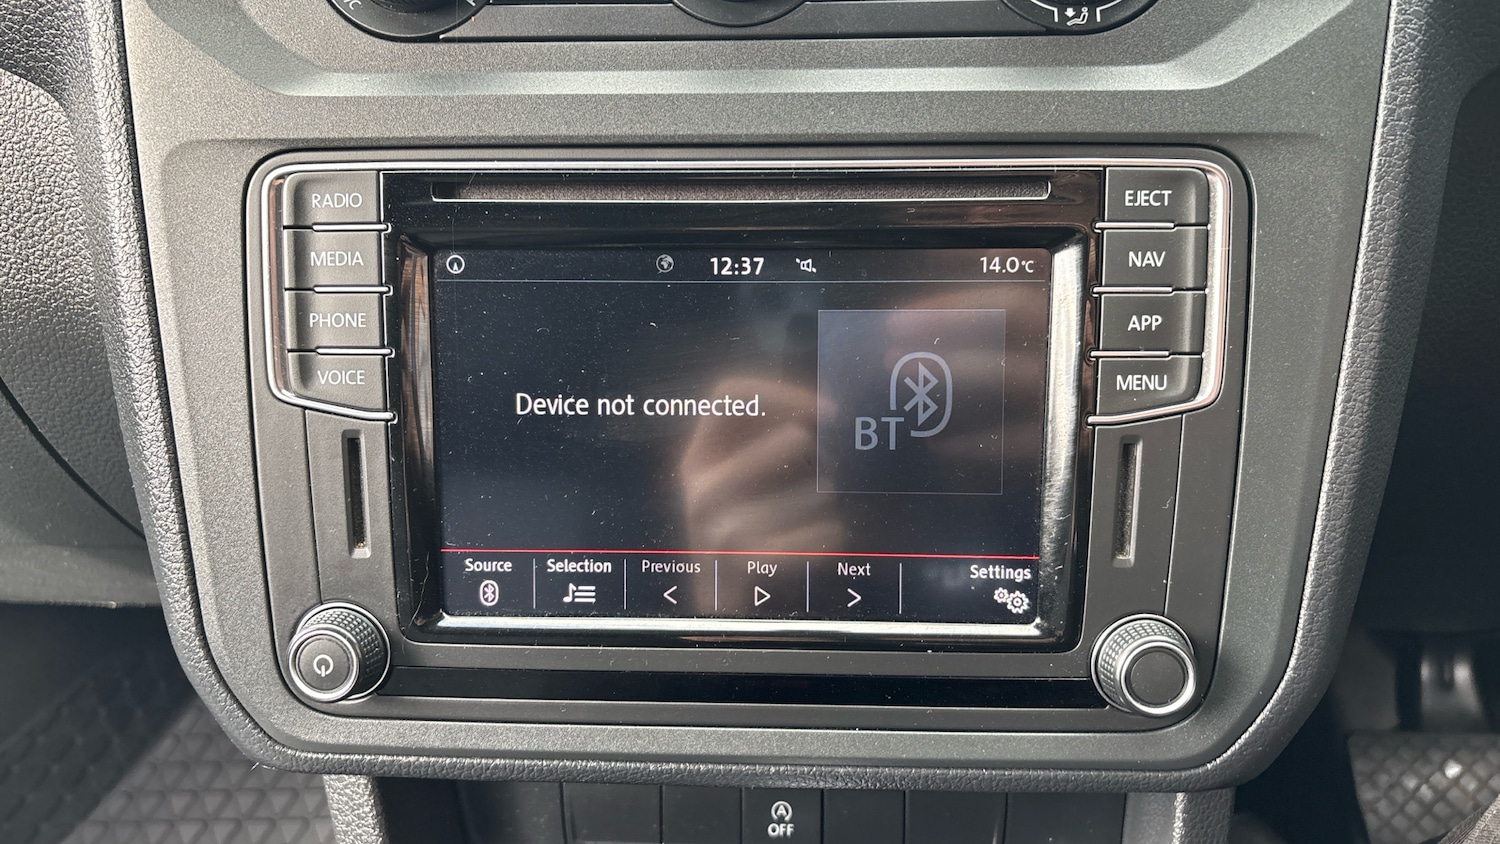 RADIO
MEDIA
PHONE
VOICE
EJECT
NAV
APP
MENU
12:37
14.0°C
Device not connected.
BT
Source
Selection
Previous
Play
Next
Settings
A
OFF